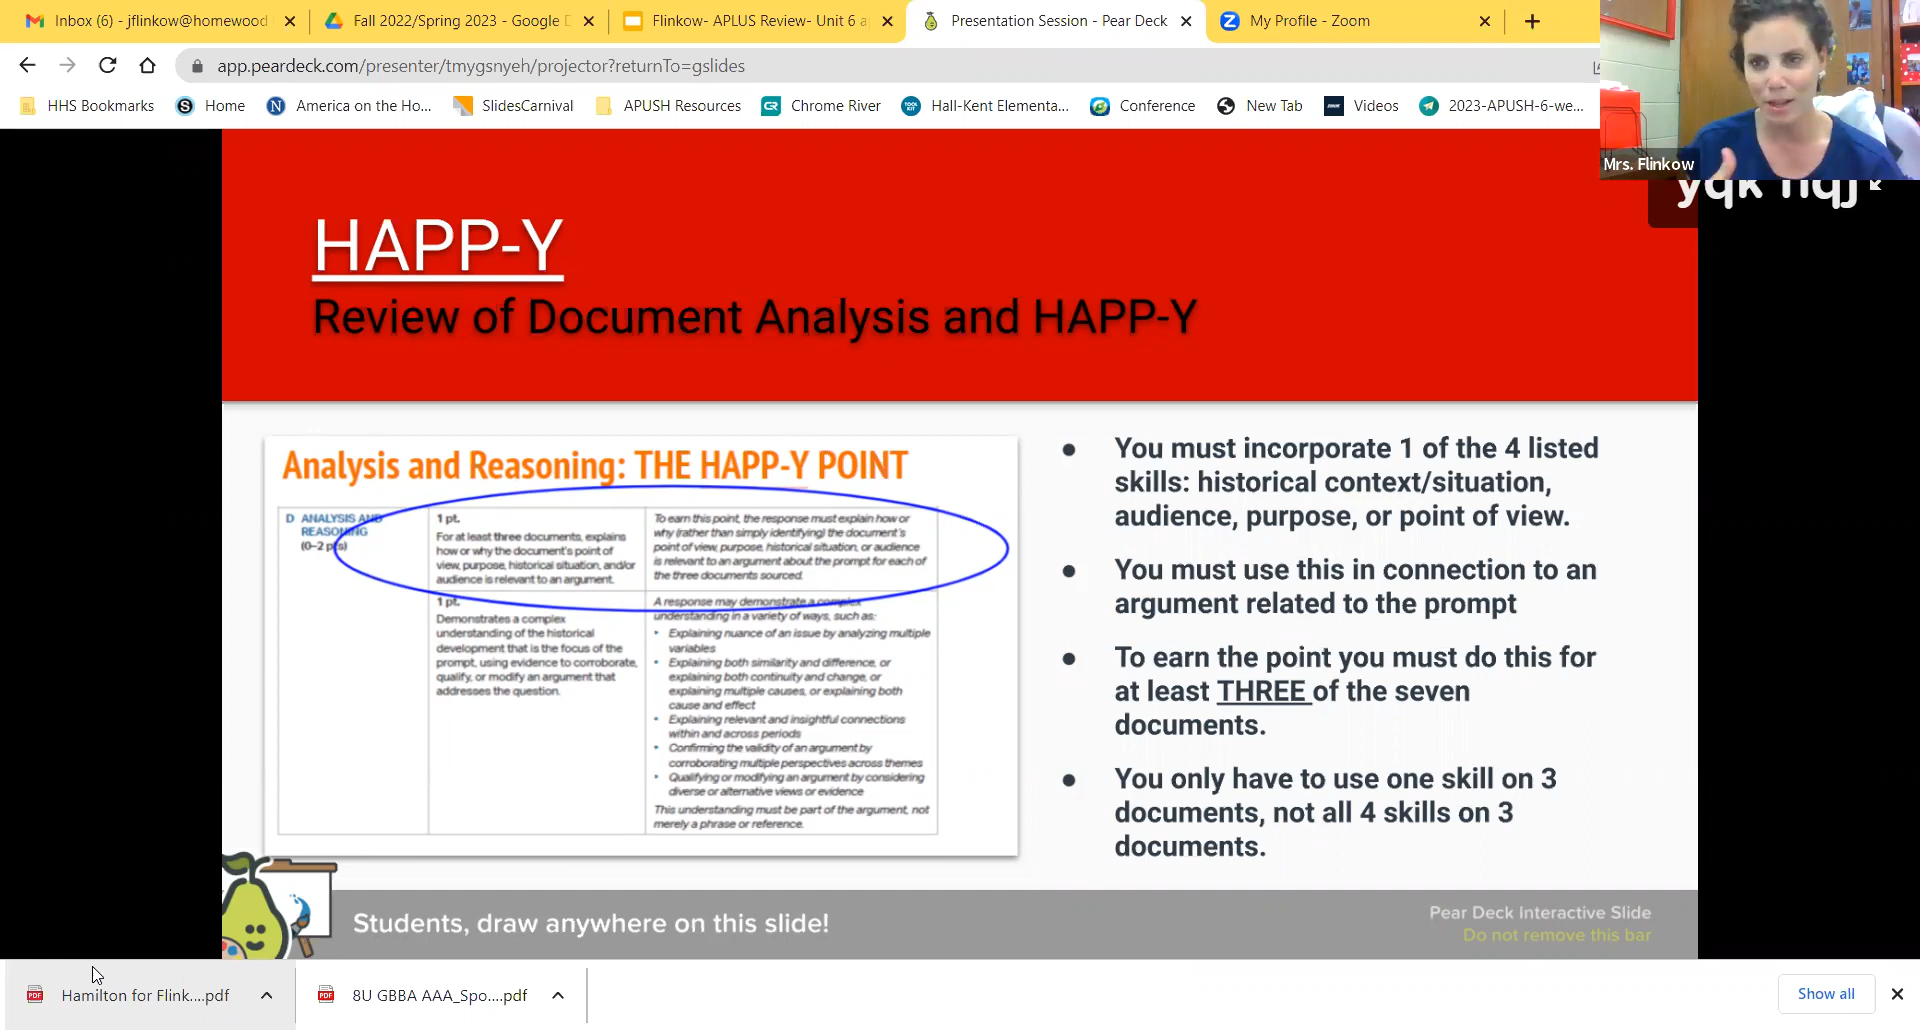 Inbox (6) - jflinkow@homewood
Fall 2022/Spring 2023 - Google D
Flinkow- APLUS Review- Unit 6 a
Presentation Session - Pear Deck
My Profile - Zoom
app.peardeck.com/presenter/tmygsnyeh/projector?returnTo=gslides
HHS Bookmarks
Home
America on the Ho...
SlidesCarnival
APUSH Resources
Chrome River
Hall-Kent Elementa...
Conference
New Tab
Videos
2023-APUSH-6-we...
Mrs. Flinkow
HAPP-Y
Review of Document Analysis and HAPP-Y
Analysis and Reasoning: THE HAPP-Y POINT
D ANALYSIS AND
REASONING
(0–2 pts)
1 pt.
For at least three documents, explains
how or why the document's point of
view, purpose, historical situation, and/or
audience is relevant to an argument.
To earn this point, the response must explain how or
why (rather than simply identifying) the document's
point of view, purpose, historical situation, or audience
is relevant to an argument about the prompt for each of
the three documents sourced.
1 pt.
Demonstrates a complex
understanding of the historical
development that is the focus of the
prompt, using evidence to corroborate,
qualify, or modify an argument that
addresses the question.
A response may demonstrate a complex
understanding in a variety of ways, such as:
• Explaining nuance of an issue by analyzing multiple
variables
• Explaining both similarity and difference, or
explaining both continuity and change, or
explaining multiple causes, or explaining both
cause and effect
• Explaining relevant and insightful connections
within and across periods
• Confirming the validity of an argument by
corroborating multiple perspectives across themes
• Qualifying or modifying an argument by considering
diverse or alternative views or evidence
This understanding must be part of the argument, not
merely a phrase or reference.
● You must incorporate 1 of the 4 listed
skills: historical context/situation,
audience, purpose, or point of view.
● You must use this in connection to an
argument related to the prompt
● To earn the point you must do this for
at least THREE of the seven
documents.
● You only have to use one skill on 3
documents, not all 4 skills on 3
documents.
Students, draw anywhere on this slide!
Pear Deck Interactive Slide
Do not remove this bar
Hamilton for Flink....pdf
8U GBBA AAA_Spo....pdf
Show all